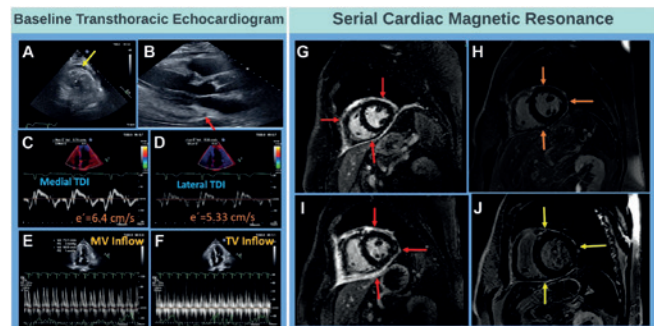 Baseline Transthoracic Echocardiogram
Serial Cardiac Magnetic Resonance
A
B
C
D
Medial TDI
Lateral TDI
e´=6.4 cm/s
e´=5.33 cm/s
E
MV Inflow
F
TV Inflow
G
H
I
J